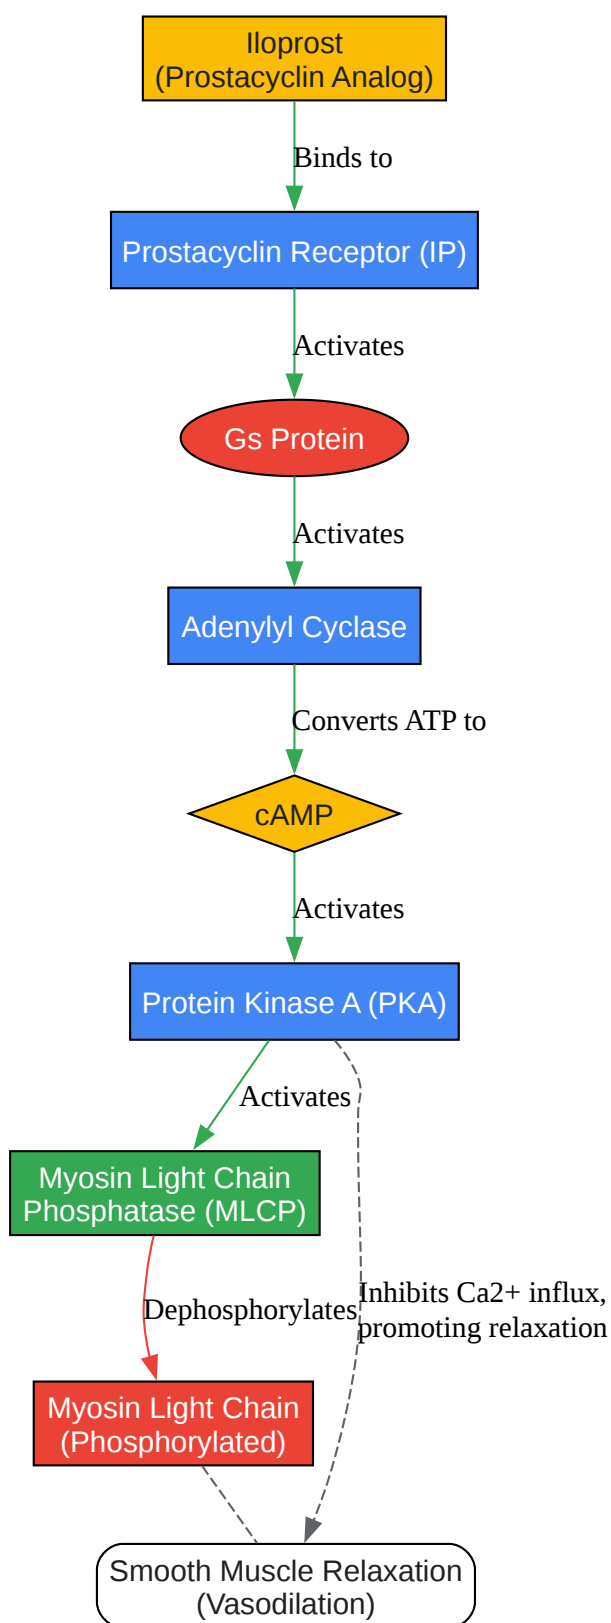 Iloprost
(Prostacyclin Analog)
Binds to
Prostacyclin Receptor (IP)
Activates
Gs Protein
Activates
Adenylyl Cyclase
Converts ATP to
cAMP
Activates
Protein Kinase A (PKA)
Activates
Myosin Light Chain
Phosphatase (MLCP)
Dephosphorylates
Inhibits Ca2+ influx,
promoting relaxation
Myosin Light Chain
(Phosphorylated)
Smooth Muscle Relaxation
(Vasodilation)